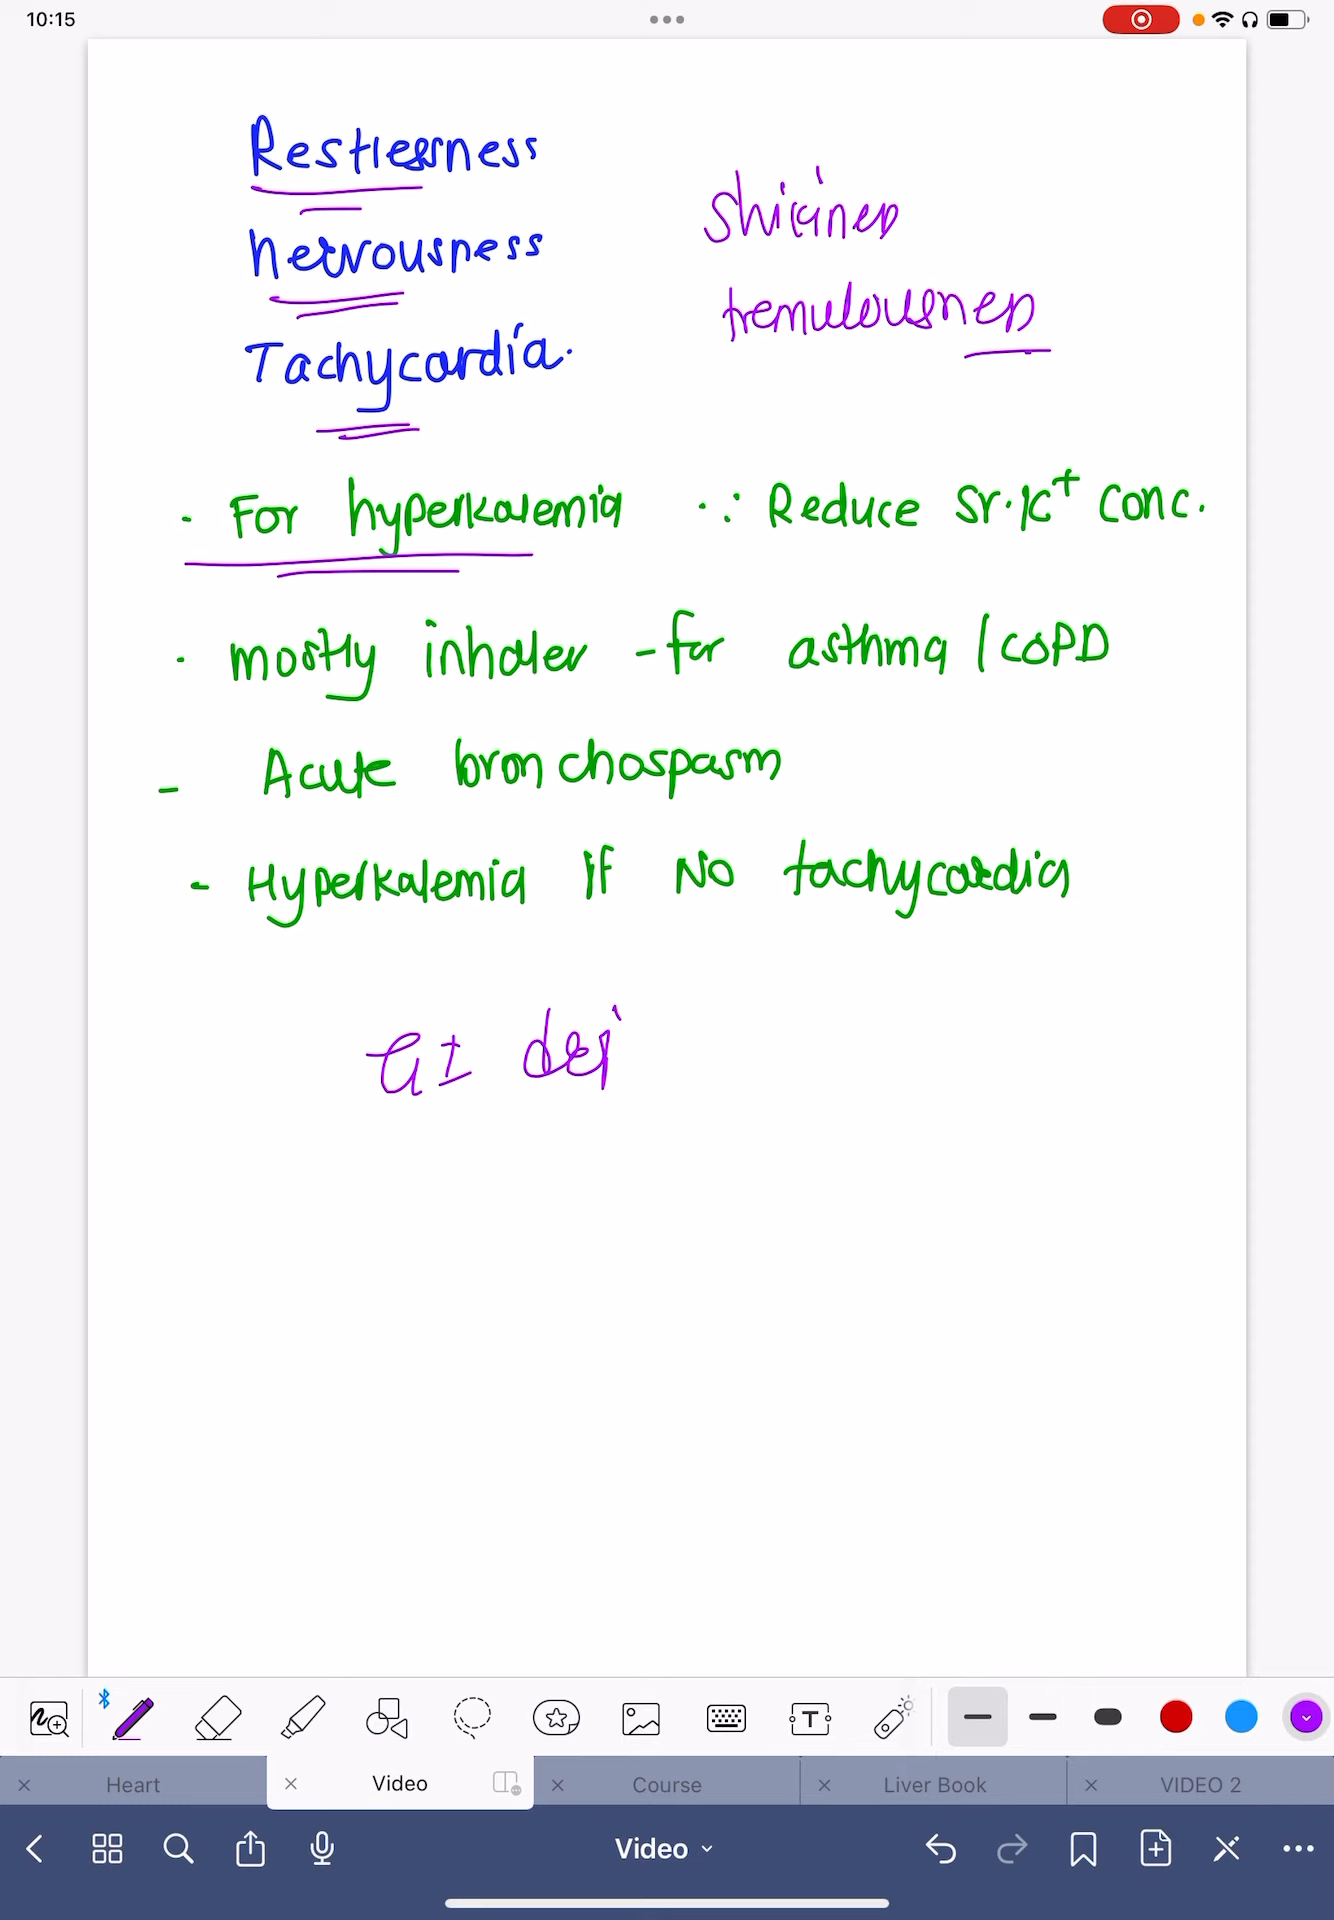 10:15
Restlessness
Nervousness
Tachycardia.
tremulousness
· For hyperkalemia ∵ Reduce Sr. K⁺ conc.
· mostly inhaler - for asthma / COPD
- Acute bronchospasm
- Hyperkalemia if No tachycardia
GI
T
Heart
Video
Course
Liver Book
VIDEO 2
Video